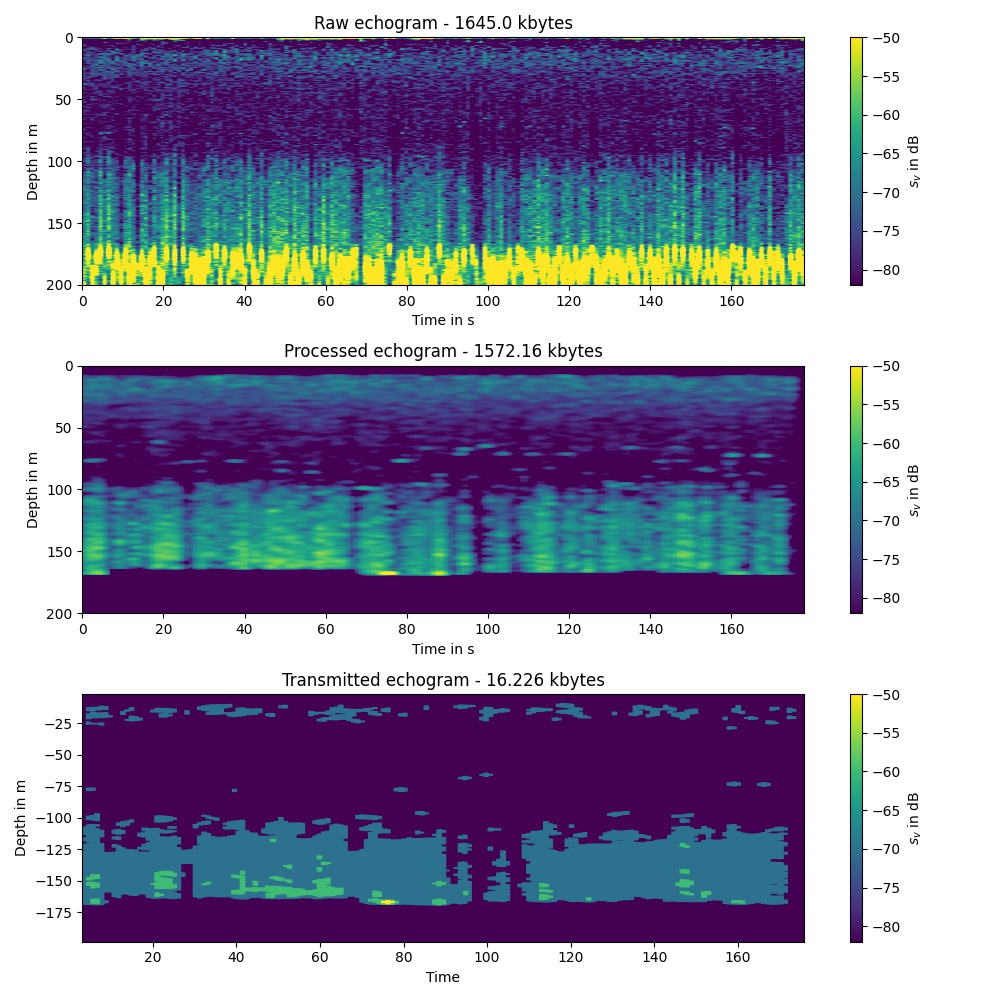 Raw echogram - 1645.0 kbytes
0
50
100
150
200
Depth in m
0 20 40 60 80 100 120 140 160
Time in s
−50
−55
−60
−65
−70
−75
−80
sv in dB
Processed echogram - 1572.16 kbytes
0
50
100
150
200
Depth in m
0 20 40 60 80 100 120 140 160
Time in s
−50
−55
−60
−65
−70
−75
−80
sv in dB
Transmitted echogram - 16.226 kbytes
−25
−50
−75
−100
−125
−150
−175
Depth in m
20 40 60 80 100 120 140 160
Time
−50
−55
−60
−65
−70
−75
−80
sv in dB